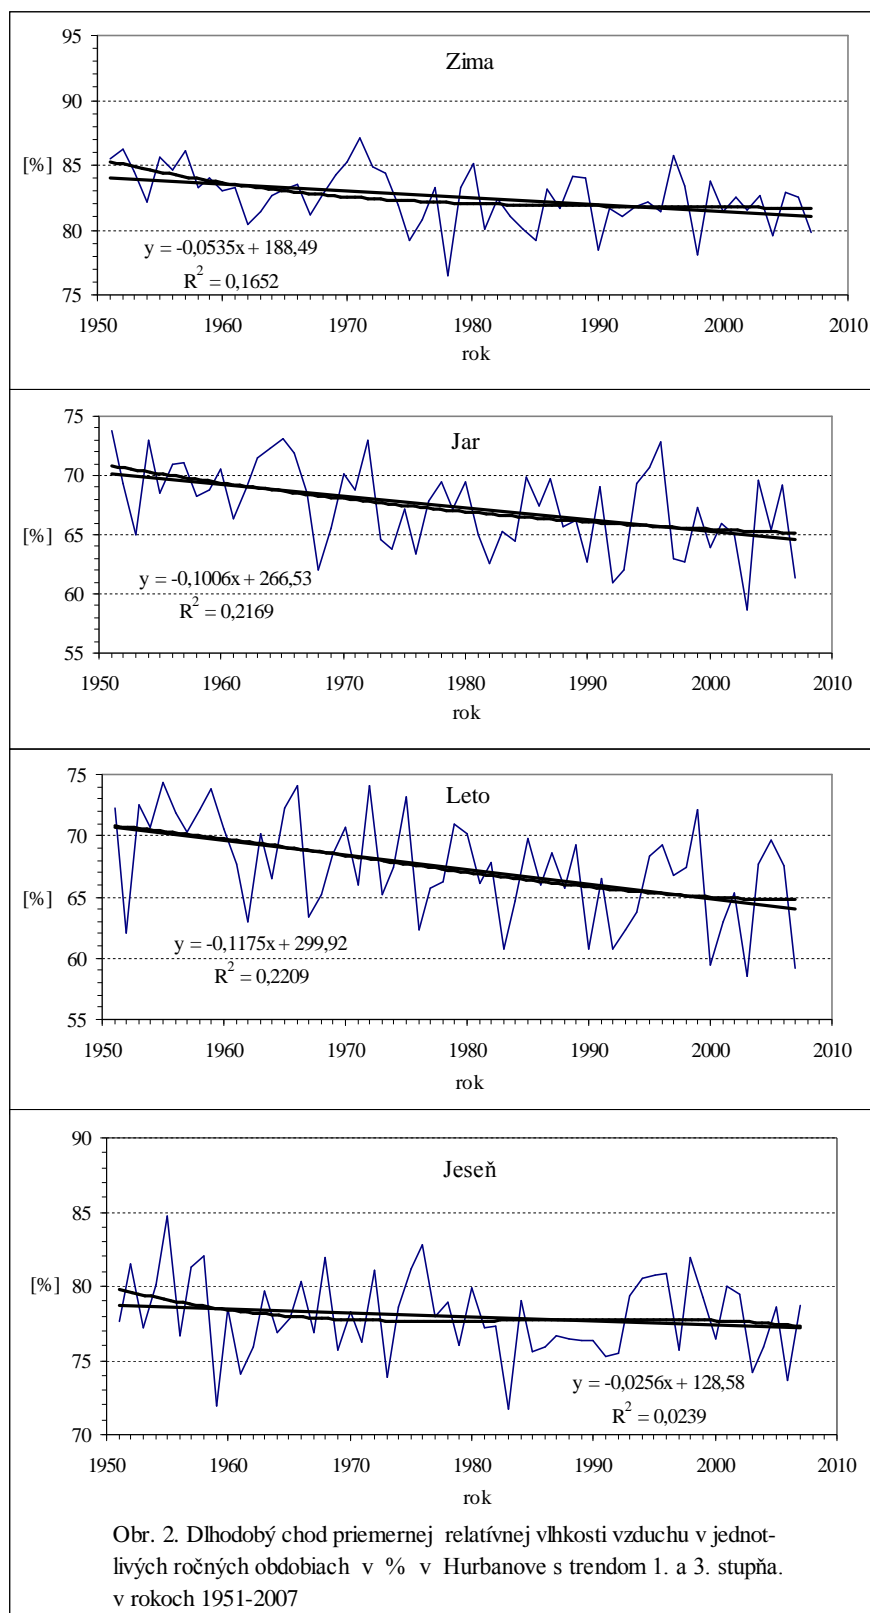 Zima
95
90
85
80
75
[%]
y = -0,0535x + 188,49
R² = 0,1652
1950 1960 1970 1980 1990 2000 2010
rok
Jar
75
70
65
60
55
[%]
y = -0,1006x + 266,53
R² = 0,2169
1950 1960 1970 1980 1990 2000 2010
rok
Leto
75
70
65
60
55
[%]
y = -0,1175x + 299,92
R² = 0,2209
1950 1960 1970 1980 1990 2000 2010
rok
Jeseň
90
85
80
75
70
[%]
y = -0,0256x + 128,58
R² = 0,0239
1950 1960 1970 1980 1990 2000 2010
rok
Obr. 2. Dlhodobý chod priemernej relatívnej vlhkosti vzduchu v jednot-
livých ročných obdobiach v % v Hurbanove s trendom 1. a 3. stupňa.
v rokoch 1951-2007